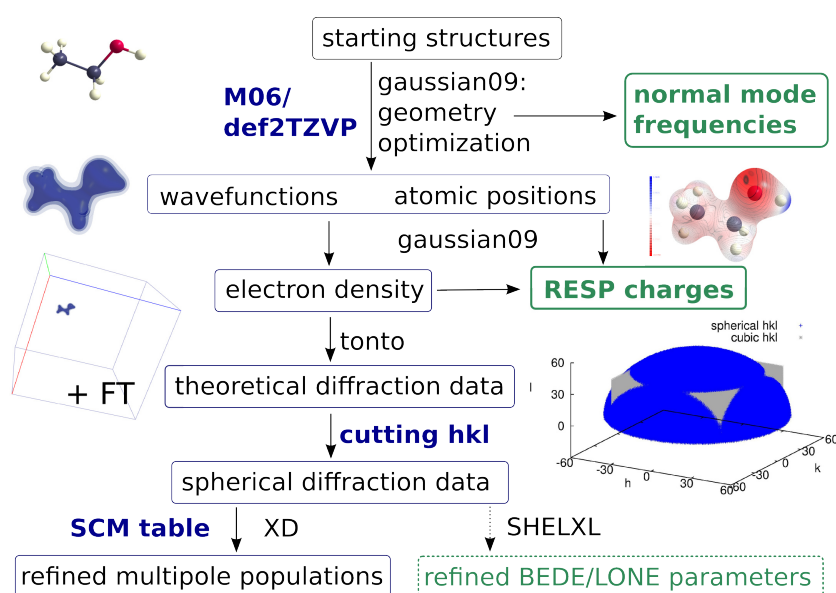 starting structures
M06/
def2TZVP
gaussian09:
geometry
optimization
normal mode
frequencies
wavefunctions atomic positions
gaussian09
electron density
RESP charges
tonto
+ FT
theoretical diffraction data
spherical hkl
cubic hkl
l
60
30
0
-60
-30
0
30
60
h
-60
-30
0
30
60
k
cutting hkl
spherical diffraction data
SCM table
XD
SHELXL
refined multipole populations
refined BEDE/LONE parameters